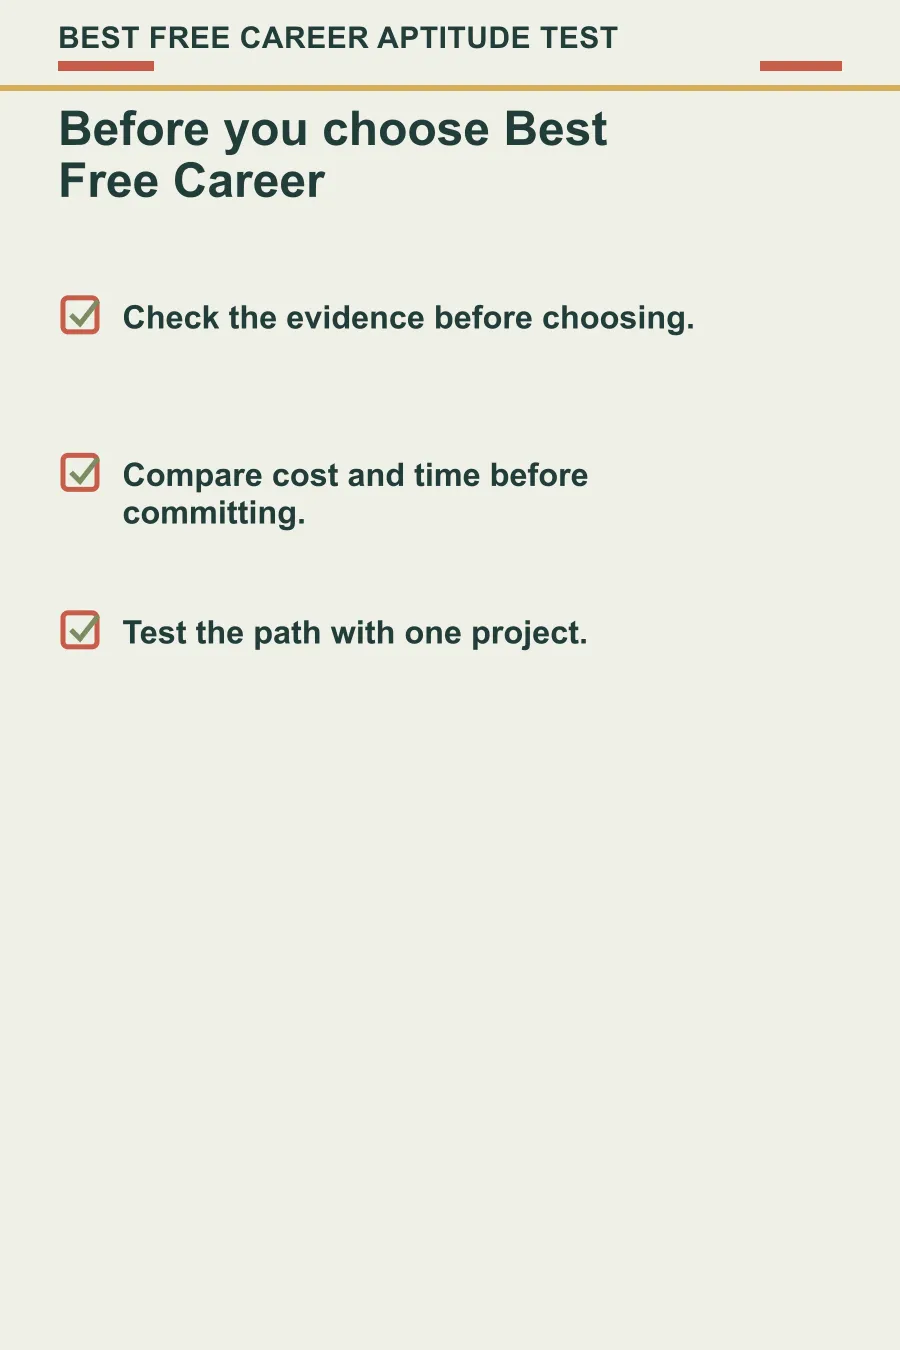 BEST FREE CAREER APTITUDE TEST
Before you choose Best
Free Career
Check the evidence before choosing.
Compare cost and time before
committing.
Test the path with one project.